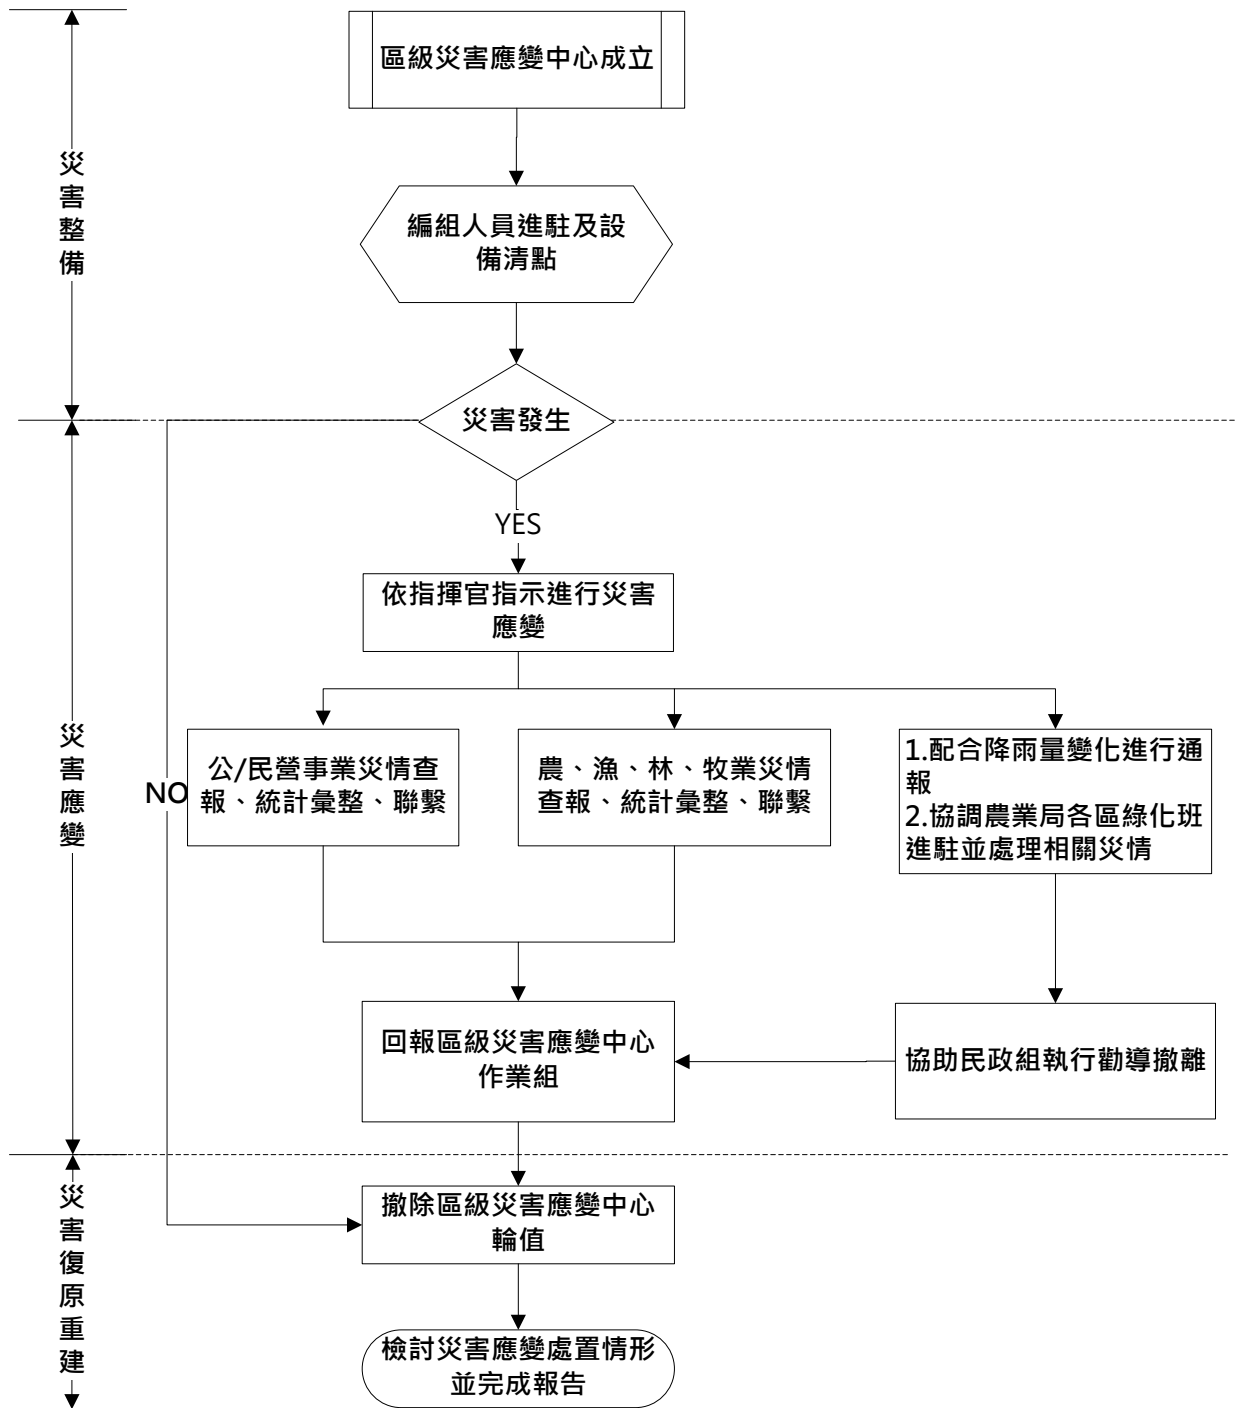 區級災害應變中心成立
災害整備
編組人員進駐及設
備清點
災害發生
YES
依指揮官指示進行災害
應變
災害應變
NO
公/民營事業災情查
報、統計彙整、聯繫
農、漁、林、牧業災情
查報、統計彙整、聯繫
1.配合降雨量變化進行通
報
2.協調農業局各區綠化班
進駐並處理相關災情
回報區級災害應變中心
作業組
協助民政組執行勸導撤離
災害復原重建
撤除區級災害應變中心
輪值
檢討災害應變處置情形
並完成報告